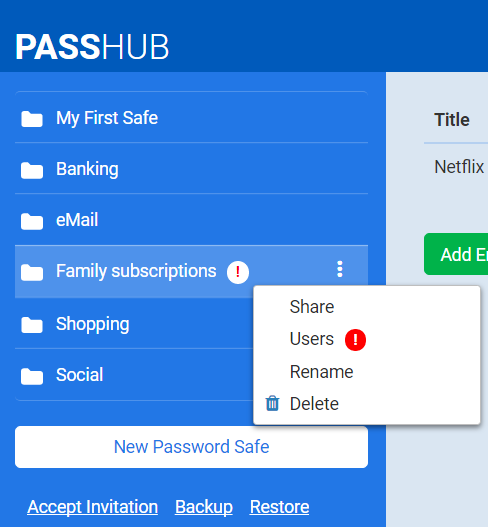 PASSHUB
My First Safe
Banking
eMail
Family subscriptions !
Shopping
Social
Share
Users !
Rename
Delete
New Password Safe
Accept Invitation Backup Restore
Title
Netflix
Add